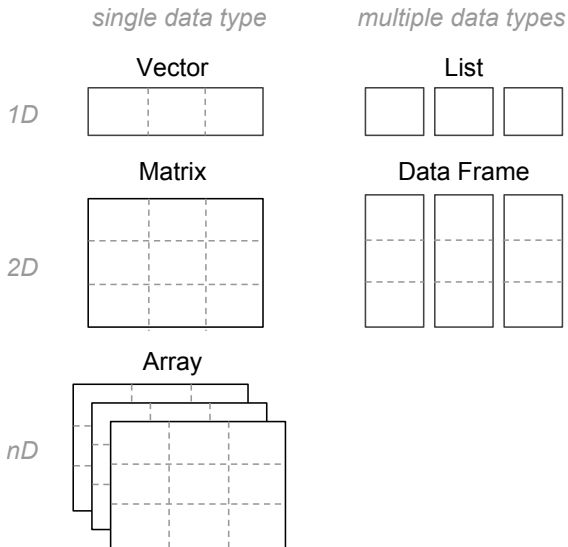 single data type
multiple data types
Vector
List
1D
Matrix
Data Frame
2D
Array
nD